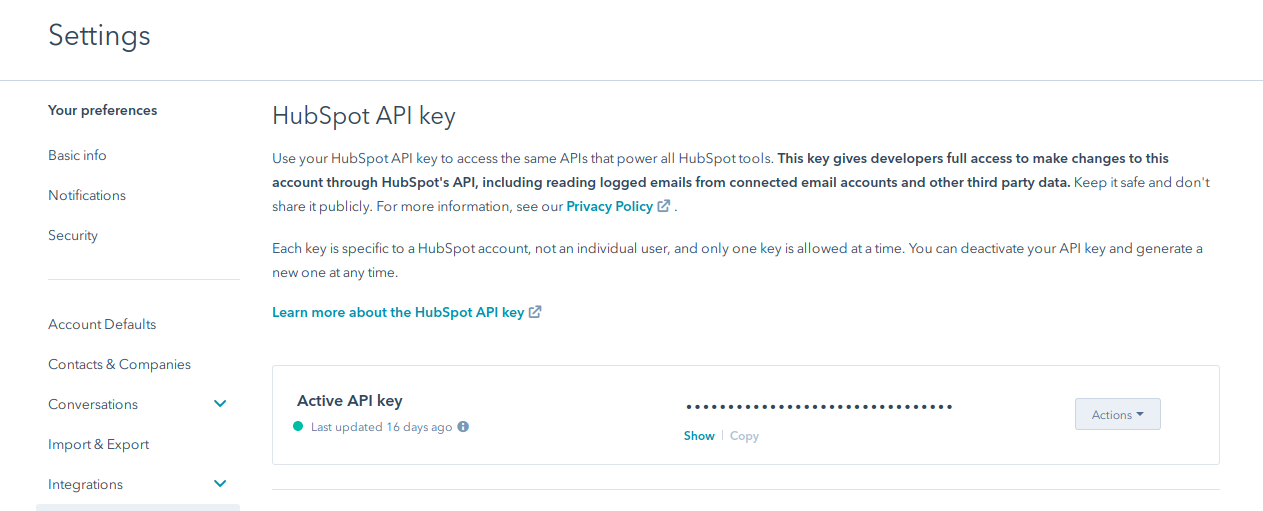 Settings
Your preferences
Basic info
Notifications
Security
Account Defaults
Contacts & Companies
Conversations
Import & Export
Integrations
HubSpot API key
Use your HubSpot API key to access the same APIs that power all HubSpot tools. This key gives developers full access to make changes to this
account through HubSpot's API, including reading logged emails from connected email accounts and other third party data. Keep it safe and don't
share it publicly. For more information, see our Privacy Policy .
Each key is specific to a HubSpot account, not an individual user, and only one key is allowed at a time. You can deactivate your API key and generate a
new one at any time.
Learn more about the HubSpot API key
Active API key
Last updated 16 days ago
••••••••••••••••••••••••••••••••
Show | Copy
Actions